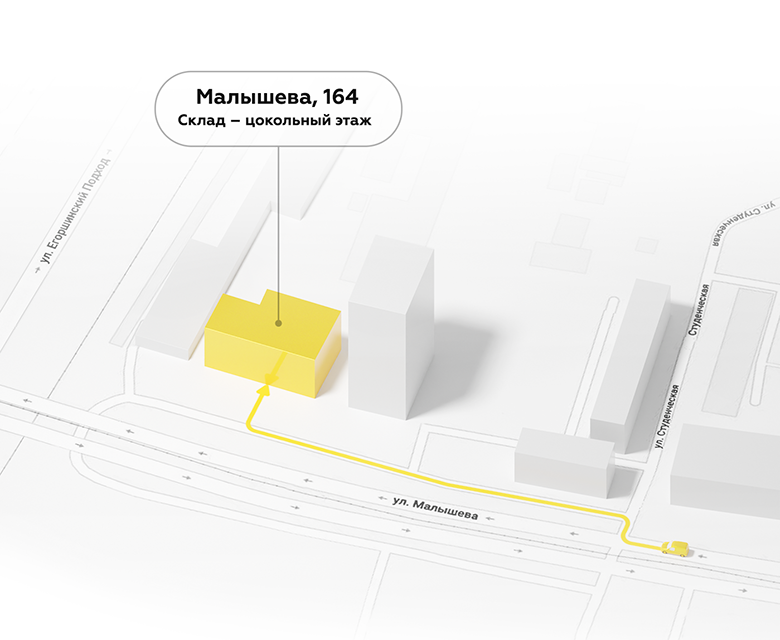 Малышева, 164
Склад – цокольный этаж
ул. Егоршинский Подход
ул. Студенческая
Студенческая
ул. Студенческая
ул. Малышева